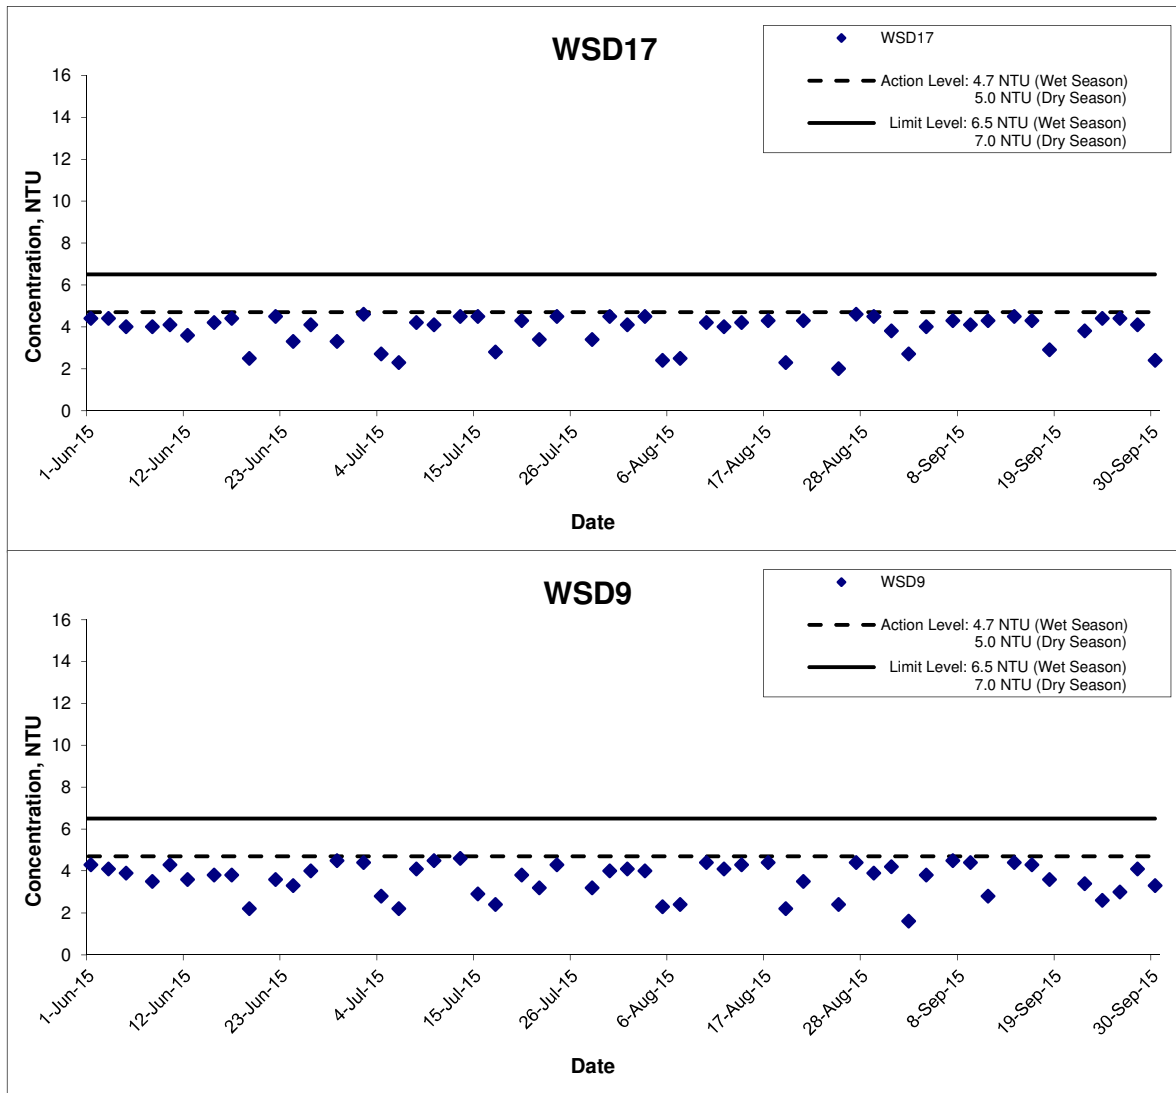 WSD17
WSD17
Action Level: 4.7 NTU (Wet Season)
5.0 NTU (Dry Season)
Limit Level: 6.5 NTU (Wet Season)
7.0 NTU (Dry Season)
16
14
12
10
8
6
4
2
0
Concentration, NTU
1-Jun-15
12-Jun-15
23-Jun-15
4-Jul-15
15-Jul-15
26-Jul-15
6-Aug-15
17-Aug-15
28-Aug-15
8-Sep-15
19-Sep-15
30-Sep-15
Date
WSD9
WSD9
Action Level: 4.7 NTU (Wet Season)
5.0 NTU (Dry Season)
Limit Level: 6.5 NTU (Wet Season)
7.0 NTU (Dry Season)
16
14
12
10
8
6
4
2
0
Concentration, NTU
1-Jun-15
12-Jun-15
23-Jun-15
4-Jul-15
15-Jul-15
26-Jul-15
6-Aug-15
17-Aug-15
28-Aug-15
8-Sep-15
19-Sep-15
30-Sep-15
Date